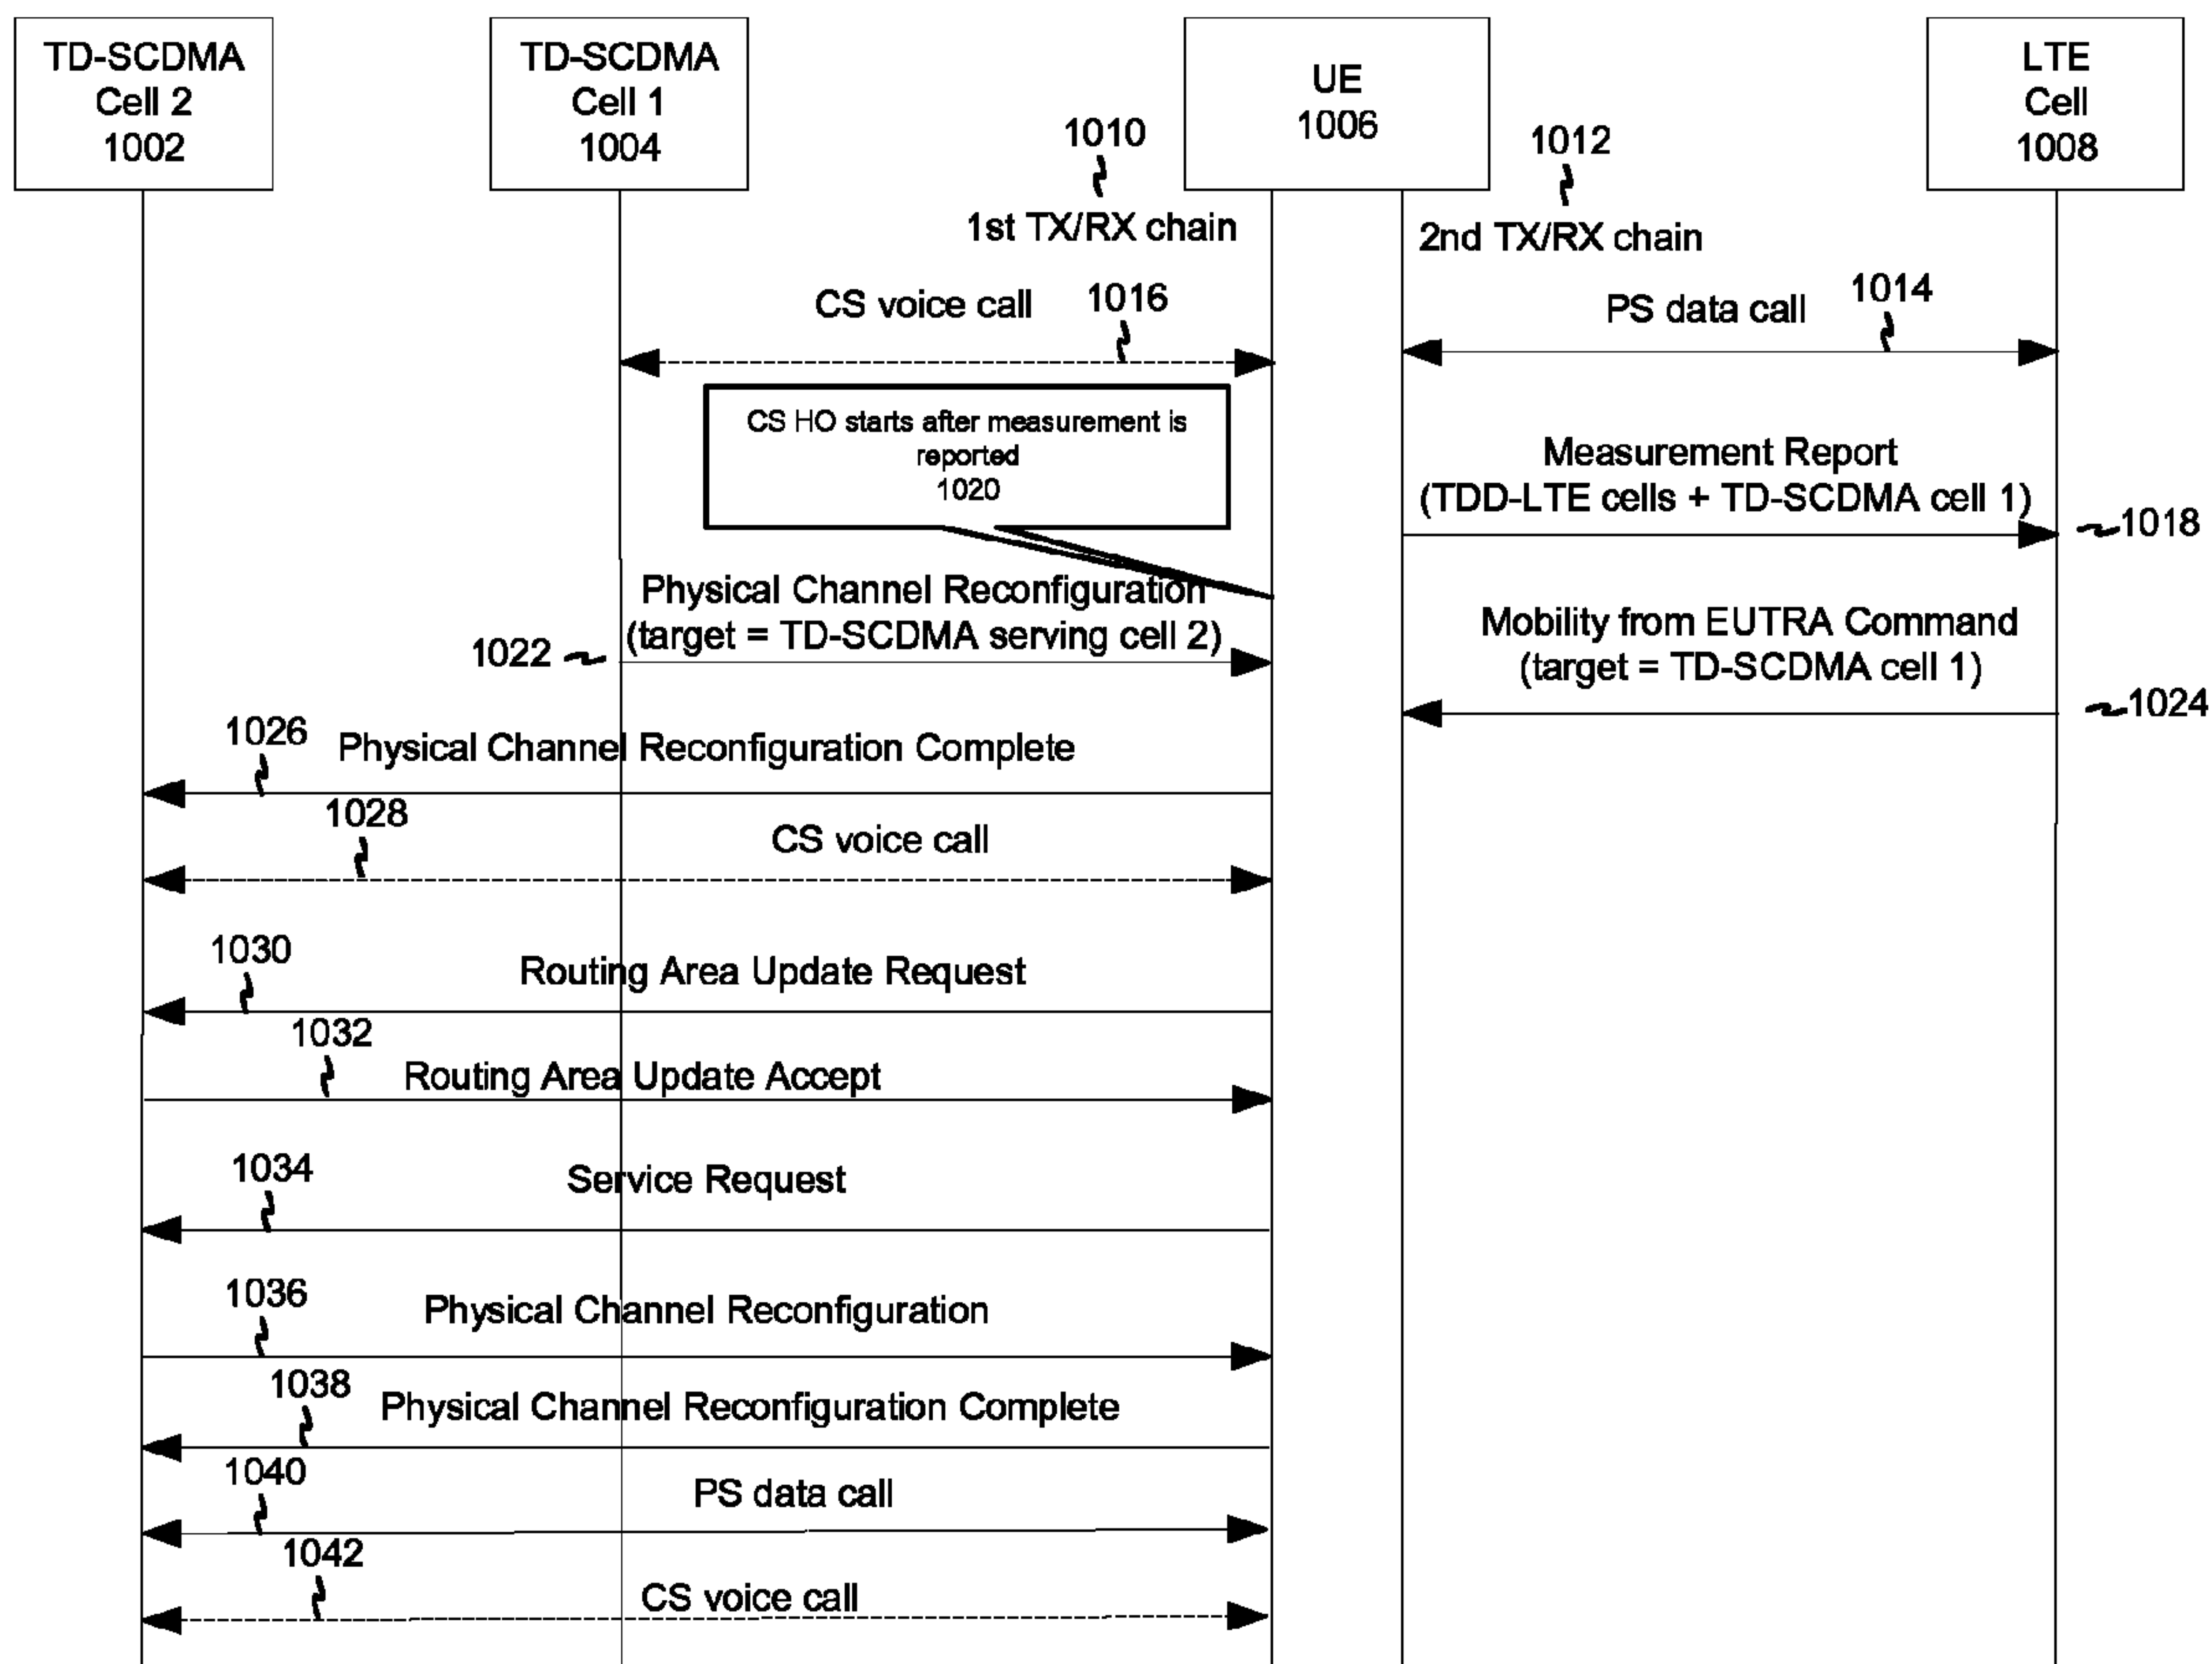 TD-SCDMA
Cell 2
1002
TD-SCDMA
Cell 1
1004
UE
1006
LTE
Cell
1008
1010
1st TX/RX chain
1012
2nd TX/RX chain
CS voice call
1016
PS data call
1014
CS HO starts after measurement is
reported
1020
Measurement Report
(TDD-LTE cells + TD-SCDMA cell 1)
1018
Physical Channel Reconfiguration
(target = TD-SCDMA serving cell 2)
1022
Mobility from EUTRA Command
(target = TD-SCDMA cell 1)
1024
1026
Physical Channel Reconfiguration Complete
1028
CS voice call
1030
Routing Area Update Request
1032
Routing Area Update Accept
1034
Service Request
1036
Physical Channel Reconfiguration
1038
Physical Channel Reconfiguration Complete
1040
PS data call
1042
CS voice call